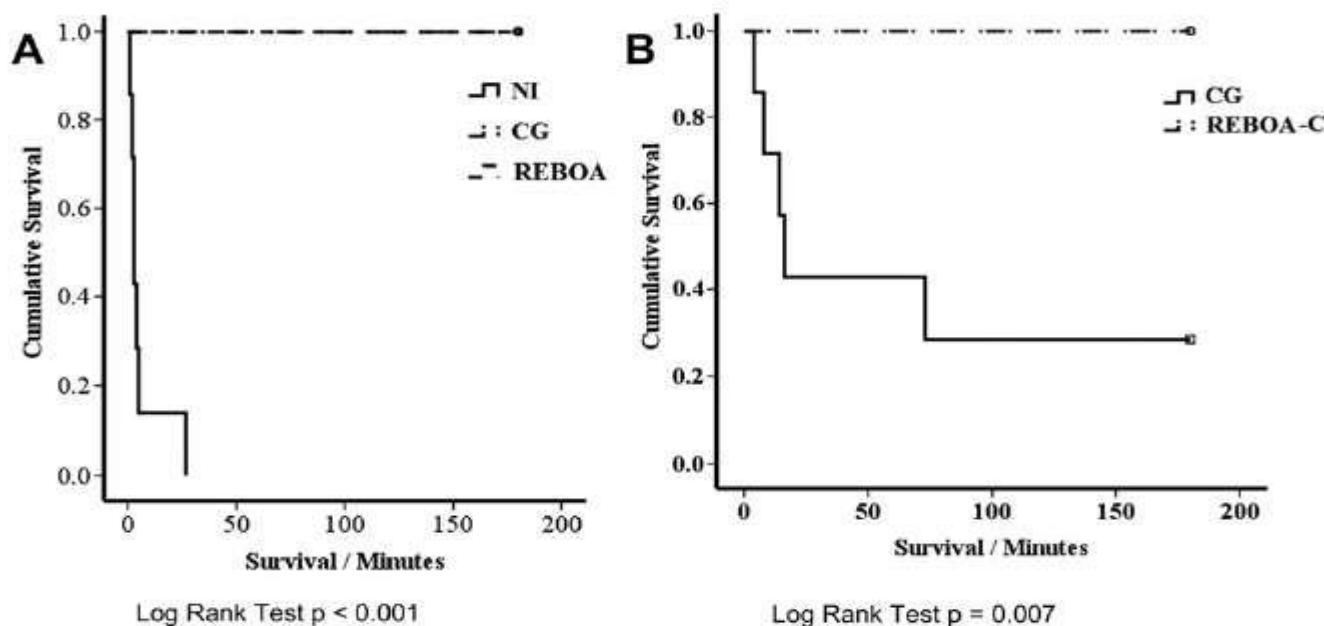 A
1.0
0.8
0.6
0.4
0.2
0.0
Cumulative Survival
NI
CG
REBOA
0 50 100 150 200
Survival / Minutes
Log Rank Test p < 0.001
B
1.0
0.8
0.6
0.4
0.2
0.0
Cumulative Survival
CG
REBOA-C
0 50 100 150 200
Survival / Minutes
Log Rank Test p = 0.007